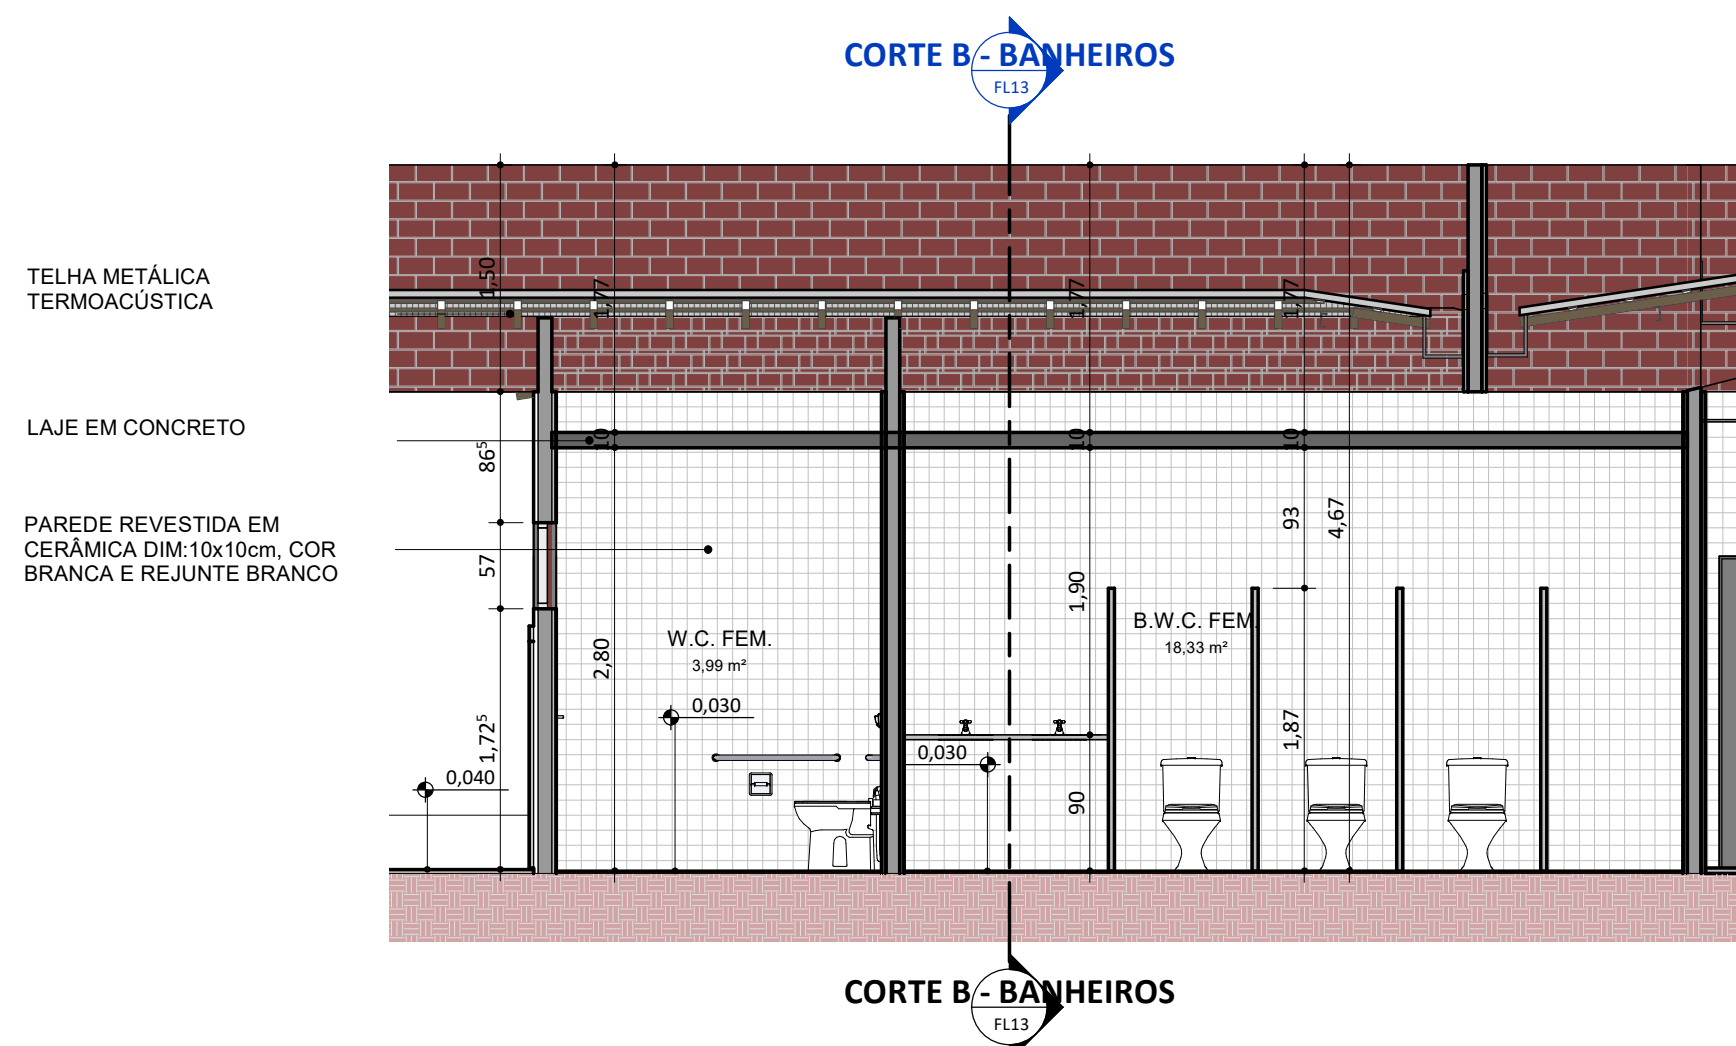 CORTE B - BANHEIROS
FL13
TELHA METÁLICA
TERMOACÚSTICA
1,50
1,77
1,77
1,77
LAJE EM CONCRETO
86⁵
10
10
10
PAREDE REVESTIDA EM
CERÂMICA DIM:10x10cm, COR
BRANCA E REJUNTE BRANCO
57
93
4,67
1,90
2,80
W.C. FEM.
3,99 m²
B.W.C. FEM.
18,33 m²
0,030
1,72⁵
0,040
0,030
1,87
90
CORTE B - BANHEIROS
FL13